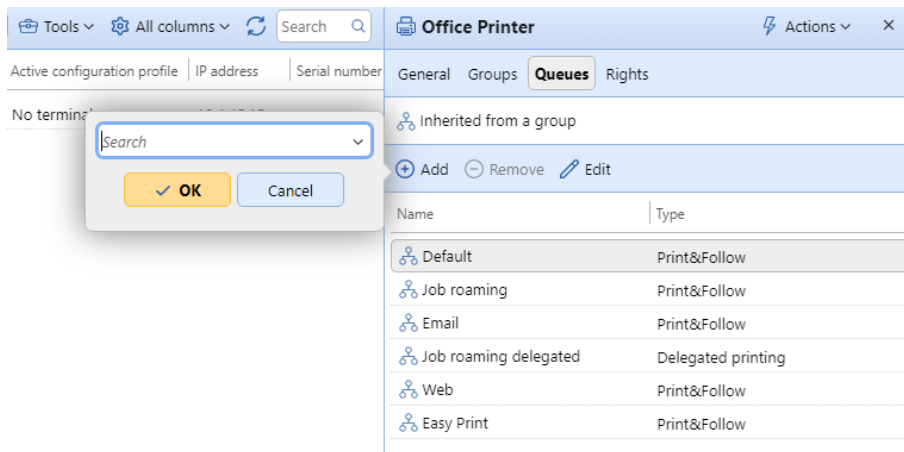 Tools All columns Search
Active configuration profile IP address Serial number
No termina
Search
OK Cancel
Office Printer Actions
General Groups Queues Rights
Inherited from a group
Add Remove Edit
Name Type
Default Print&Follow
Job roaming Print&Follow
Email Print&Follow
Job roaming delegated Delegated printing
Web Print&Follow
Easy Print Print&Follow